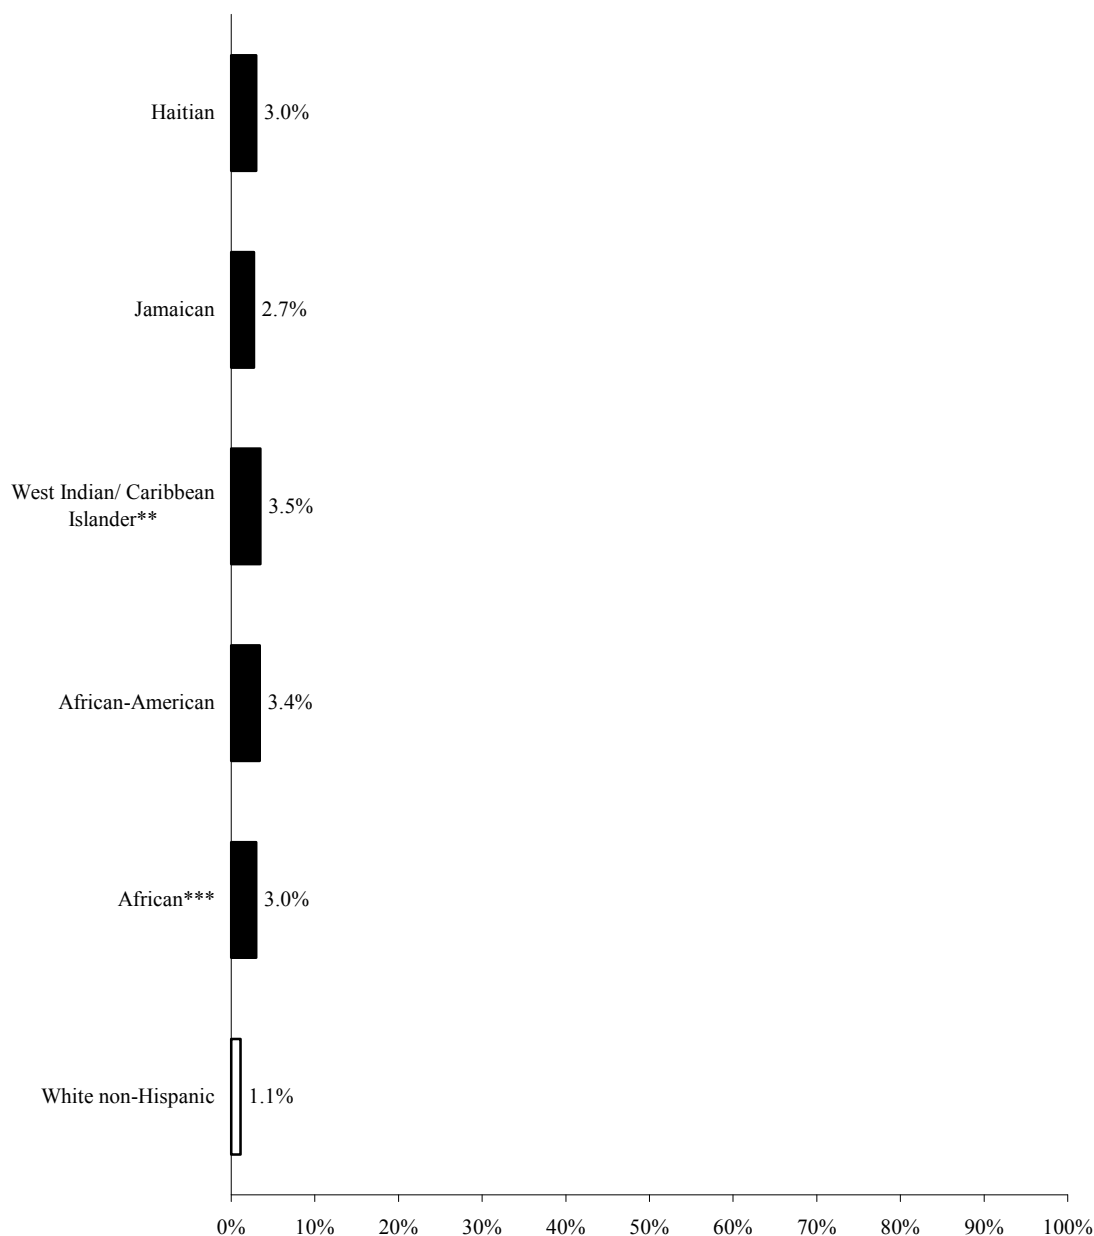 Haitian 3.0%
Jamaican 2.7%
West Indian/ Caribbean
Islander** 3.5%
African-American 3.4%
African*** 3.0%
White non-Hispanic 1.1%
0% 10% 20% 30% 40% 50% 60% 70% 80% 90% 100%